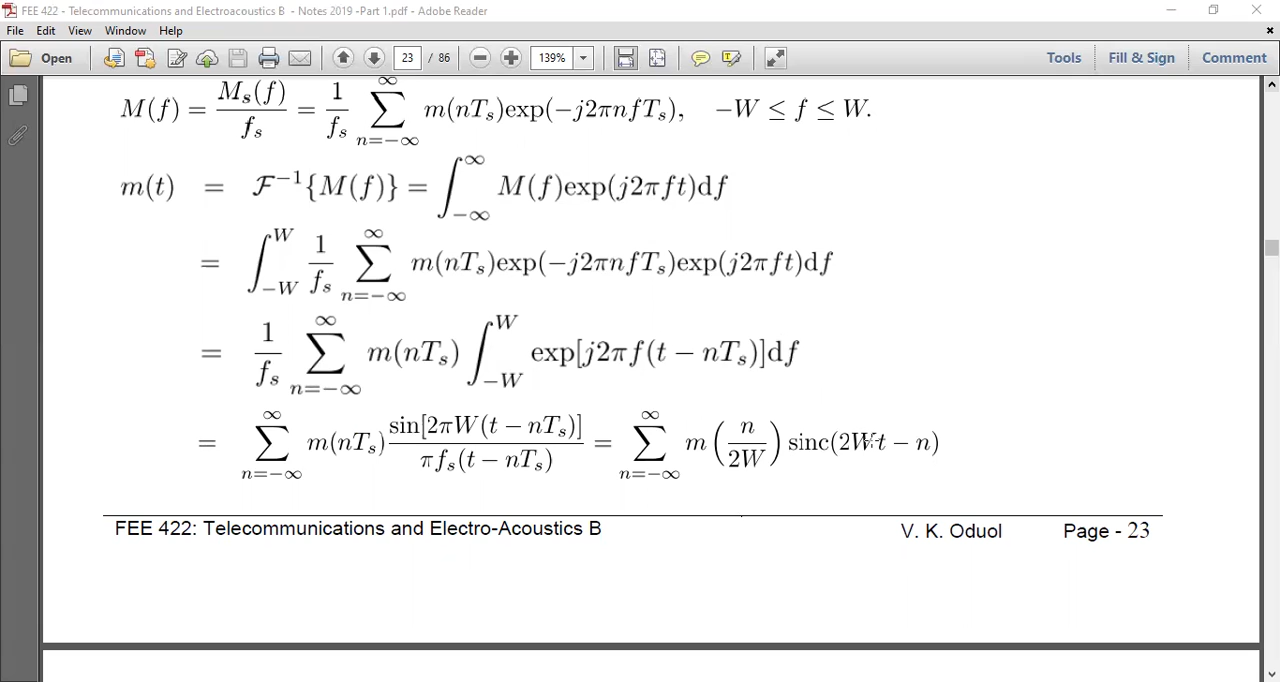 FEE 422 - Telecommunications and Electroacoustics B - Notes 2019 -Part 1.pdf - Adobe Reader
File Edit View Window Help
Open 23 / 86 139% Tools Fill & Sign Comment
M(f) = M_s(f)/f_s = 1/f_s ∑_{n=−∞}^{∞} m(nT_s)exp(−j2πnfT_s), −W ≤ f ≤ W.
m(t) = F^{−1}{M(f)} = ∫_{−∞}^{∞} M(f)exp(j2πft)df
= ∫_{−W}^{W} 1/f_s ∑_{n=−∞}^{∞} m(nT_s)exp(−j2πnfT_s)exp(j2πft)df
= 1/f_s ∑_{n=−∞}^{∞} m(nT_s) ∫_{−W}^{W} exp[j2πf(t − nT_s)]df
= ∑_{n=−∞}^{∞} m(nT_s) sin[2πW(t − nT_s)]/πf_s(t − nT_s) = ∑_{n=−∞}^{∞} m(n/2W) sinc(2Wt − n)
FEE 422: Telecommunications and Electro-Acoustics B V. K. Oduol Page - 23